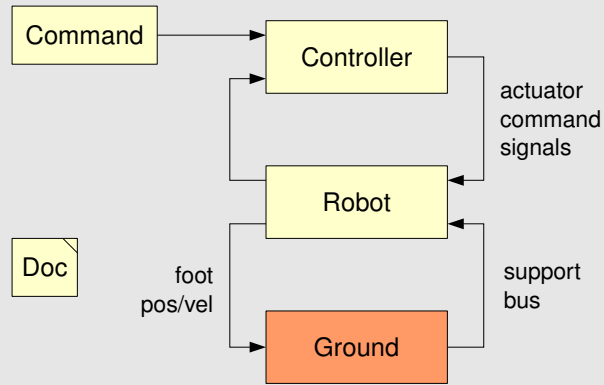 Command
Controller
actuator
command
signals
Robot
Doc
foot
pos/vel
support
bus
Ground